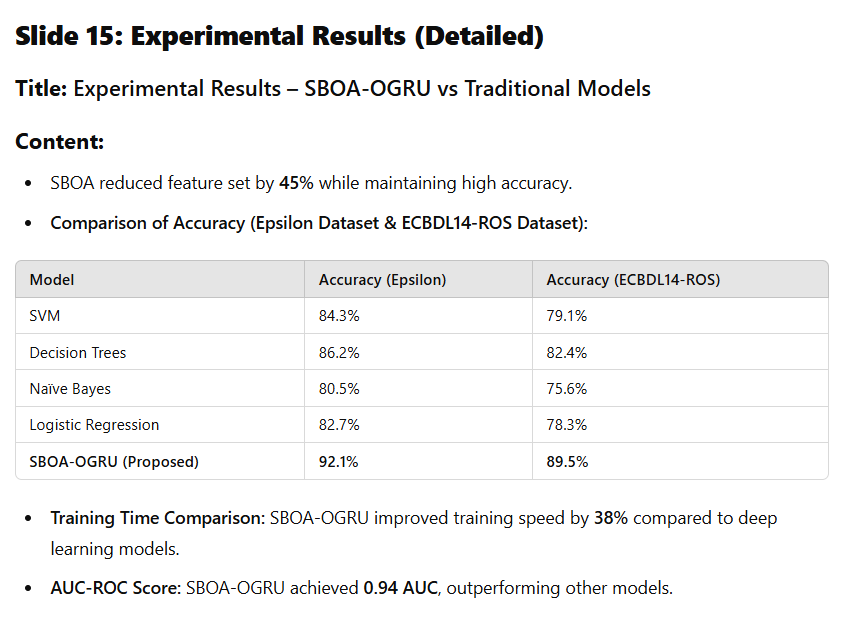 Slide 15: Experimental Results (Detailed)
Title: Experimental Results – SBOA-OGRU vs Traditional Models
Content:
• SBOA reduced feature set by 45% while maintaining high accuracy.
• Comparison of Accuracy (Epsilon Dataset & ECBDL14-ROS Dataset):
Model Accuracy (Epsilon) Accuracy (ECBDL14-ROS)
SVM 84.3% 79.1%
Decision Trees 86.2% 82.4%
Naïve Bayes 80.5% 75.6%
Logistic Regression 82.7% 78.3%
SBOA-OGRU (Proposed) 92.1% 89.5%
• Training Time Comparison: SBOA-OGRU improved training speed by 38% compared to deep
learning models.
• AUC-ROC Score: SBOA-OGRU achieved 0.94 AUC, outperforming other models.